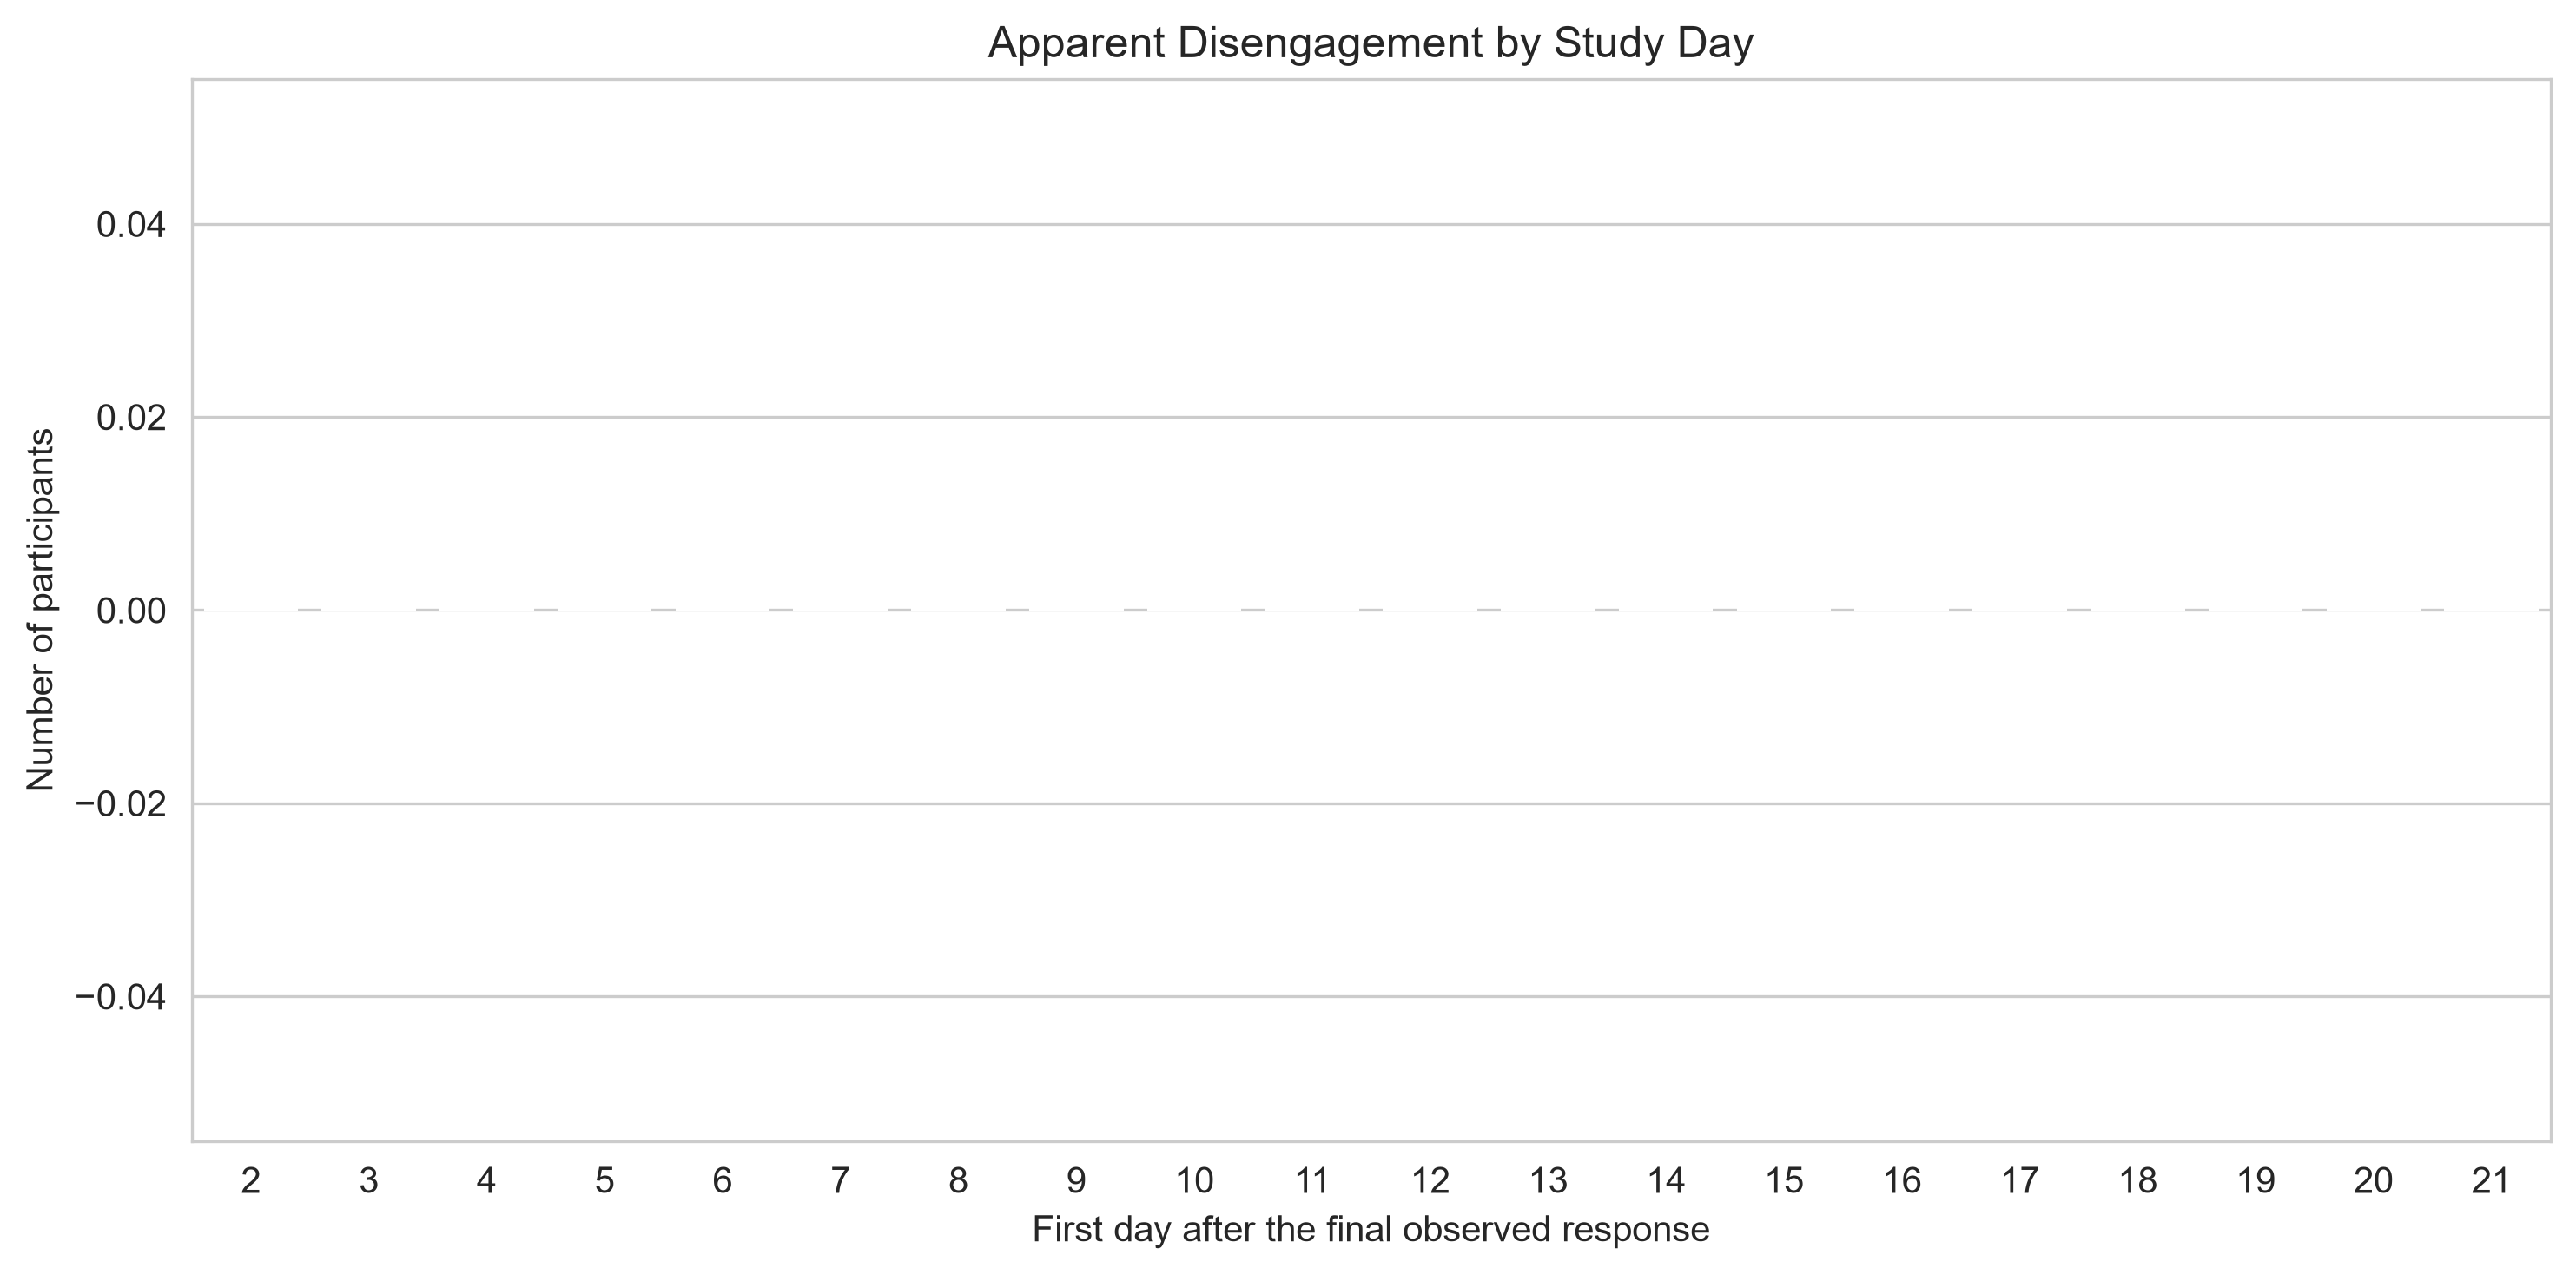 Apparent Disengagement by Study Day
Number of participants
0.04
0.02
0.00
−0.02
−0.04
2 3 4 5 6 7 8 9 10 11 12 13 14 15 16 17 18 19 20 21
First day after the final observed response